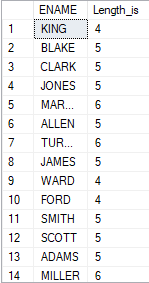 ENAME Length_is
1 KING 4
2 BLAKE 5
3 CLARK 5
4 JONES 5
5 MAR... 6
6 ALLEN 5
7 TUR... 6
8 JAMES 5
9 WARD 4
10 FORD 4
11 SMITH 5
12 SCOTT 5
13 ADAMS 5
14 MILLER 6